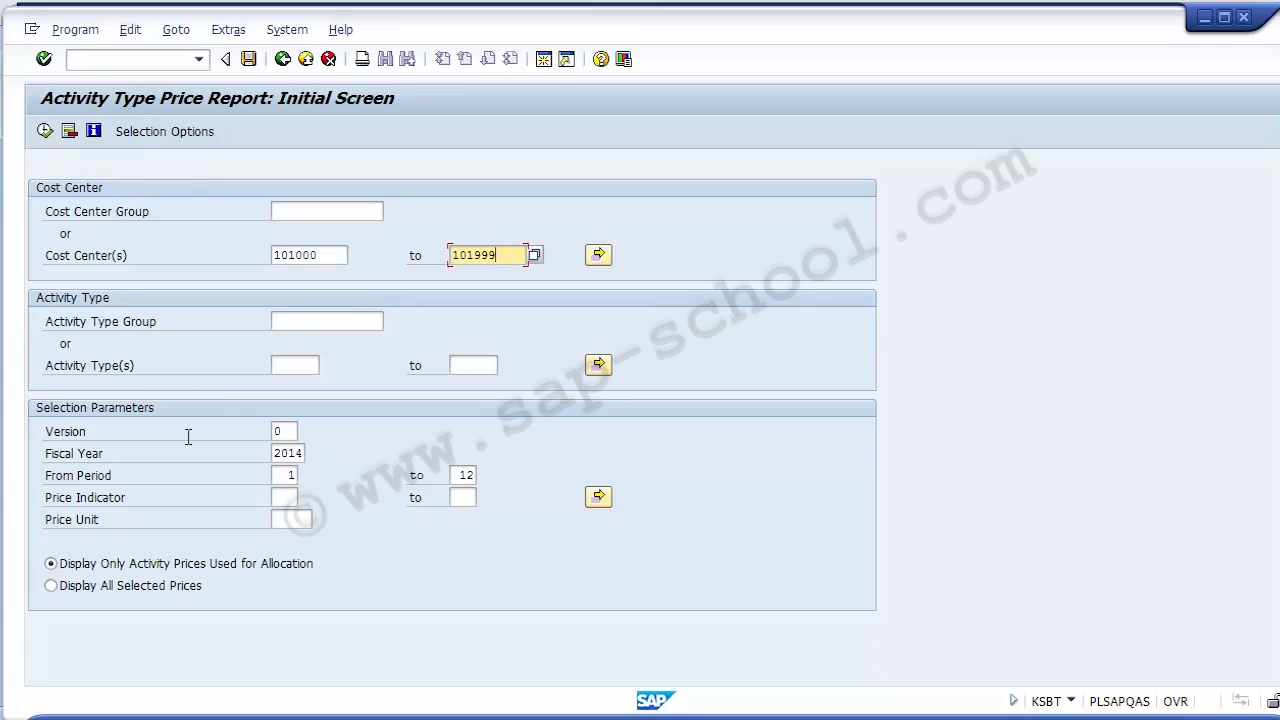 Program Edit Goto Extras System Help
Activity Type Price Report: Initial Screen
Selection Options
Cost Center
Cost Center Group
or
Cost Center(s) 101000 to 101999
Activity Type
Activity Type Group
or
Activity Type(s) to
Selection Parameters
Version 0
Fiscal Year 2014
From Period 1 to 12
Price Indicator to
Price Unit
Display Only Activity Prices Used for Allocation
Display All Selected Prices
© www.sap-school.com
SAP KSBT PLSAPQAS OVR